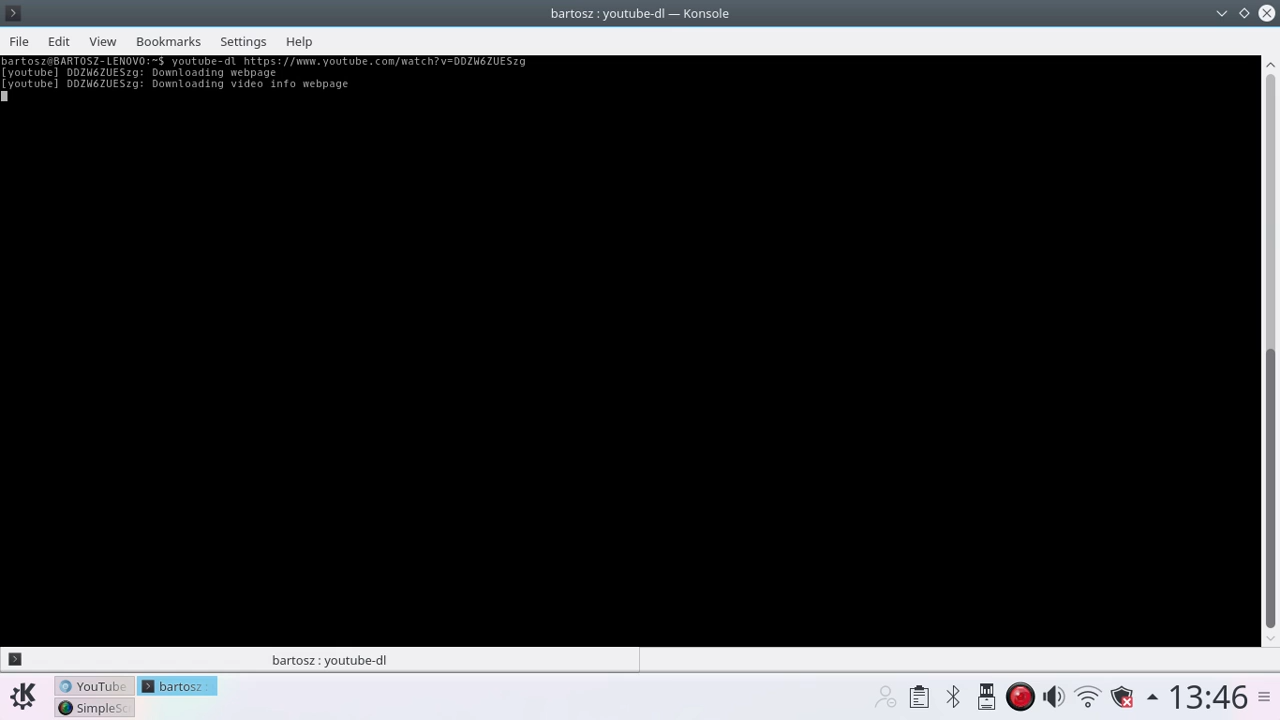 bartosz : youtube-dl — Konsole
File Edit View Bookmarks Settings Help
bartosz@BARTOSZ-LENOVO:~$ youtube-dl https://www.youtube.com/watch?v=DDZW6ZUESzg
[youtube] DDZW6ZUESzg: Downloading webpage
[youtube] DDZW6ZUESzg: Downloading video info webpage
bartosz : youtube-dl
YouTube bartosz :
SimpleScr
13:46